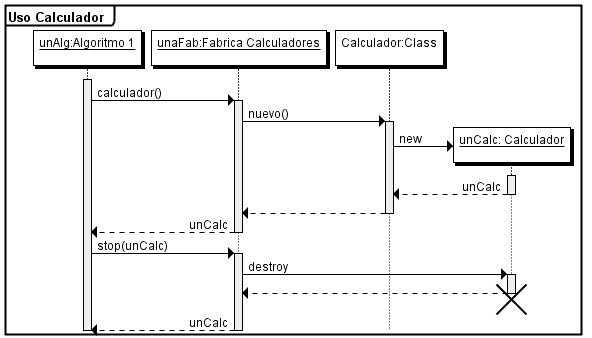 Uso Calculador
unAlg:Algoritmo 1
unaFab:Fabrica Calculadores
Calculador:Class
calculador()
nuevo()
new
unCalc: Calculador
unCalc
unCalc
stop(unCalc)
destroy
unCalc